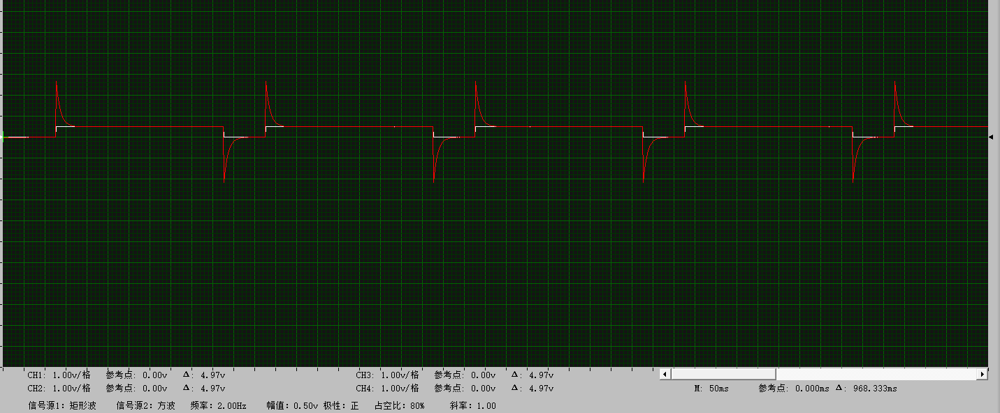 CH1: 1.00v/格 参考点: 0.00v Δ: 4.97v CH3: 1.00v/格 参考点: 0.00v Δ: 4.97v
CH2: 1.00v/格 参考点: 0.00v Δ: 4.97v CH4: 1.00v/格 参考点: 0.00v Δ: 4.97v M: 50ms 参考点: 0.000ms Δ: 968.333ms
信号源1: 矩形波 信号源2: 方波 频率: 2.00Hz 幅值: 0.50v 极性: 正 占空比: 80% 斜率: 1.00